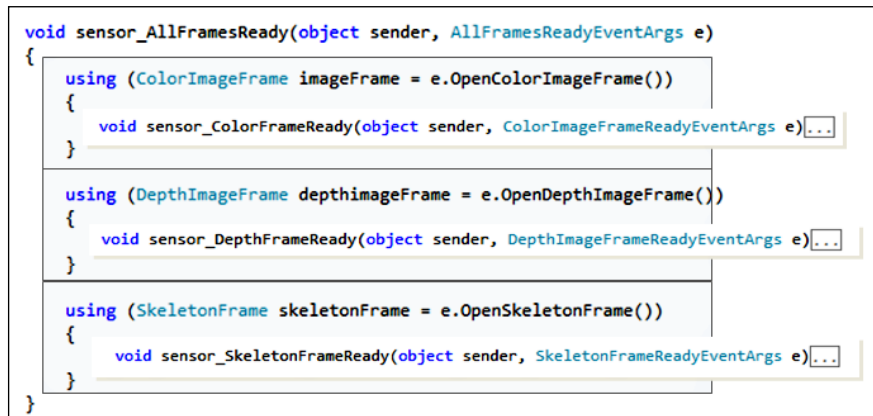 void sensor_AllFramesReady(object sender, AllFramesReadyEventArgs e)
{
using (ColorImageFrame imageFrame = e.OpenColorImageFrame())
{
void sensor_ColorFrameReady(object sender, ColorImageFrameReadyEventArgs e)...
}
using (DepthImageFrame depthimageFrame = e.OpenDepthImageFrame())
{
void sensor_DepthFrameReady(object sender, DepthImageFrameReadyEventArgs e)...
}
using (SkeletonFrame skeletonFrame = e.OpenSkeletonFrame())
{
void sensor_SkeletonFrameReady(object sender, SkeletonFrameReadyEventArgs e)...
}
}